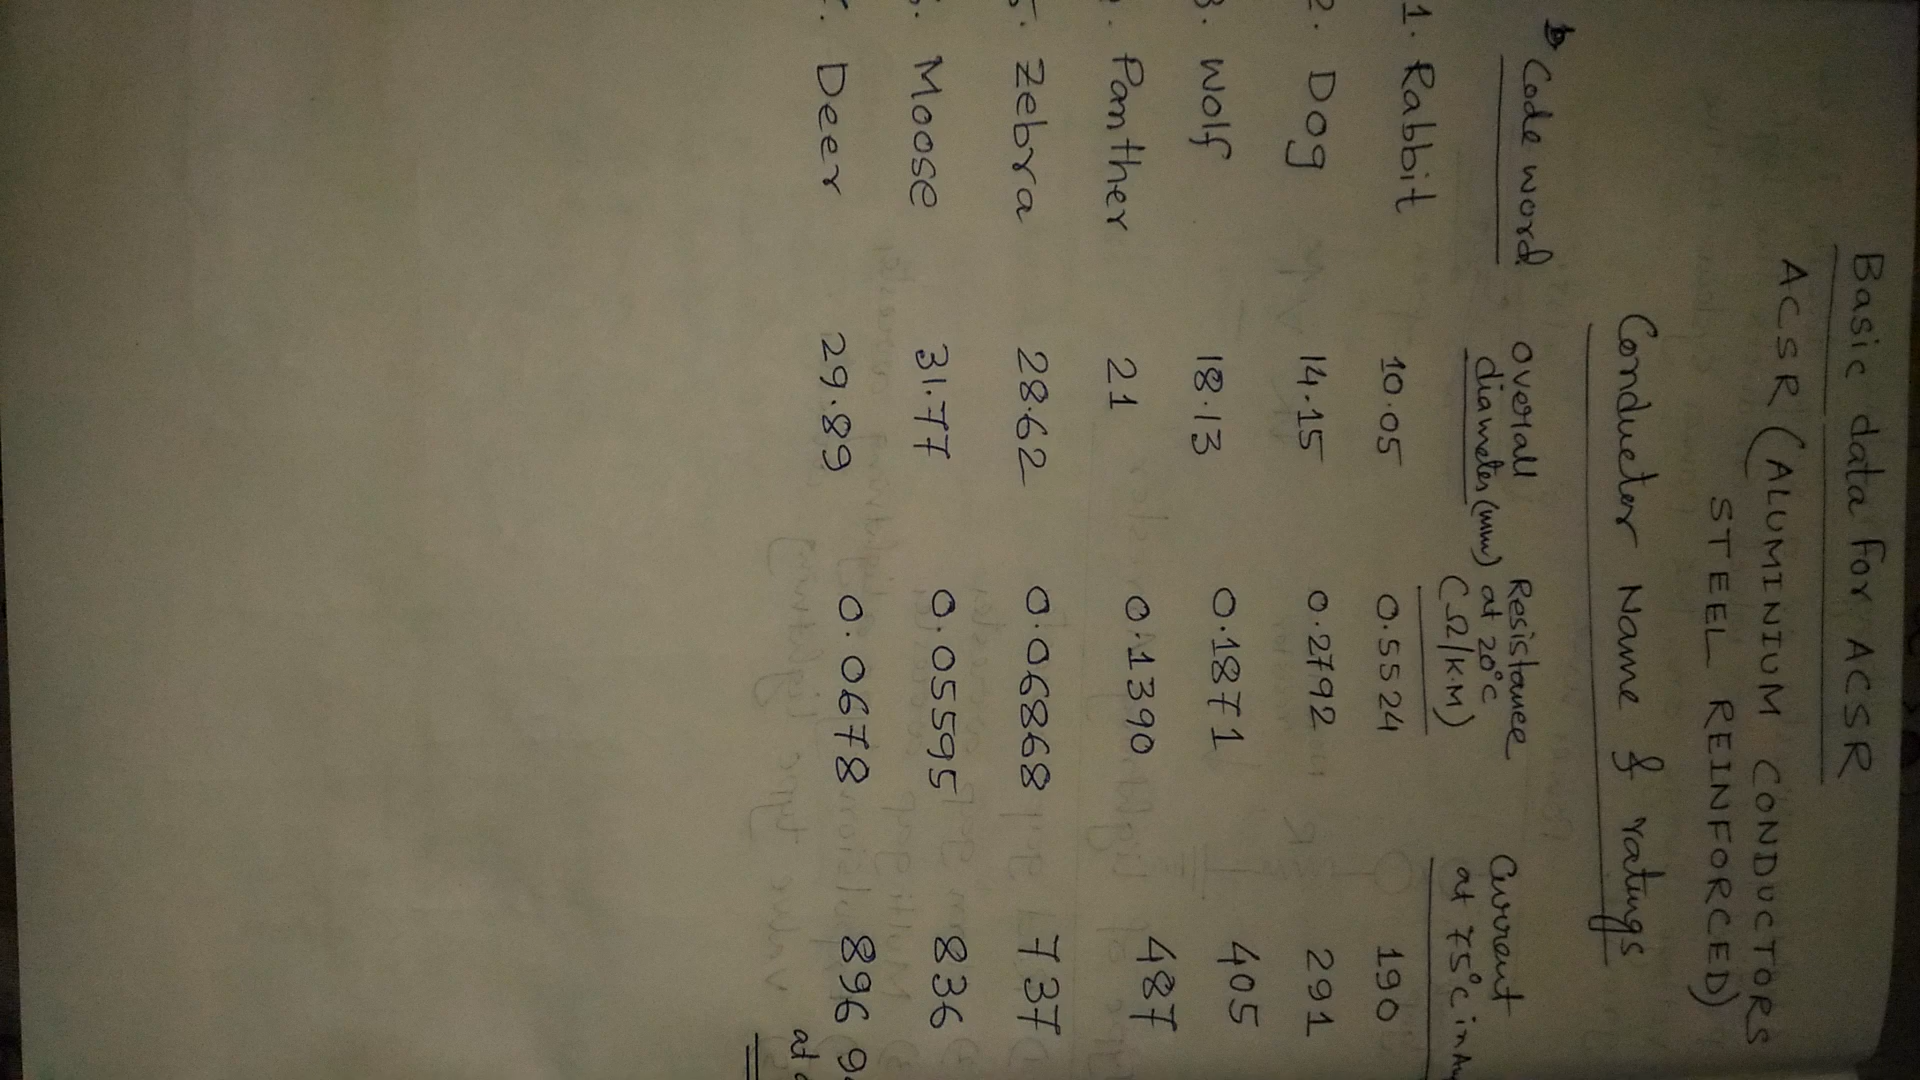 Basic data for ACSR
ACSR (ALUMINIUM CONDUCTORS
STEEL REINFORCED)
Conductor Name & ratings
Code word overall diameter (mm) Resistance at 20°C (Ω/K.M) Current at 75°C in
1. Rabbit 10.05 0.5524 190
2. Dog 14.15 0.2792 291
3. Wolf 18.13 0.1871 405
Panther 21 0.1390 487
5. Zebra 28.62 0.06868 737
Moose 31.77 0.05595 836
Deer 29.89 0.0678 896
at